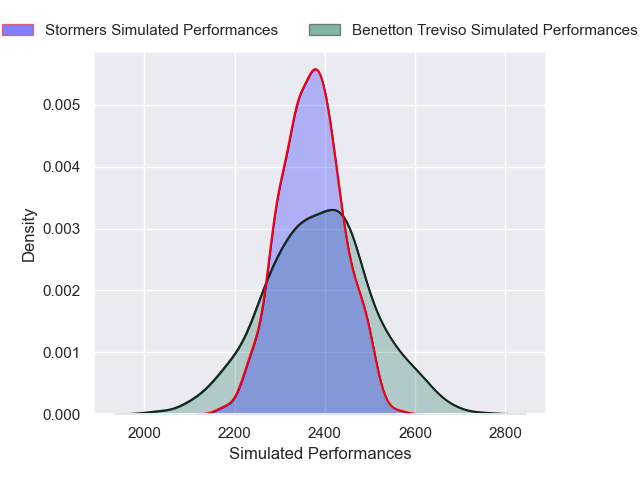 Stormers Simulated Performances
Benetton Treviso Simulated Performances
0.005
0.004
0.003
0.002
0.001
0.000
Density
2000 2200 2400 2600 2800
Simulated Performances